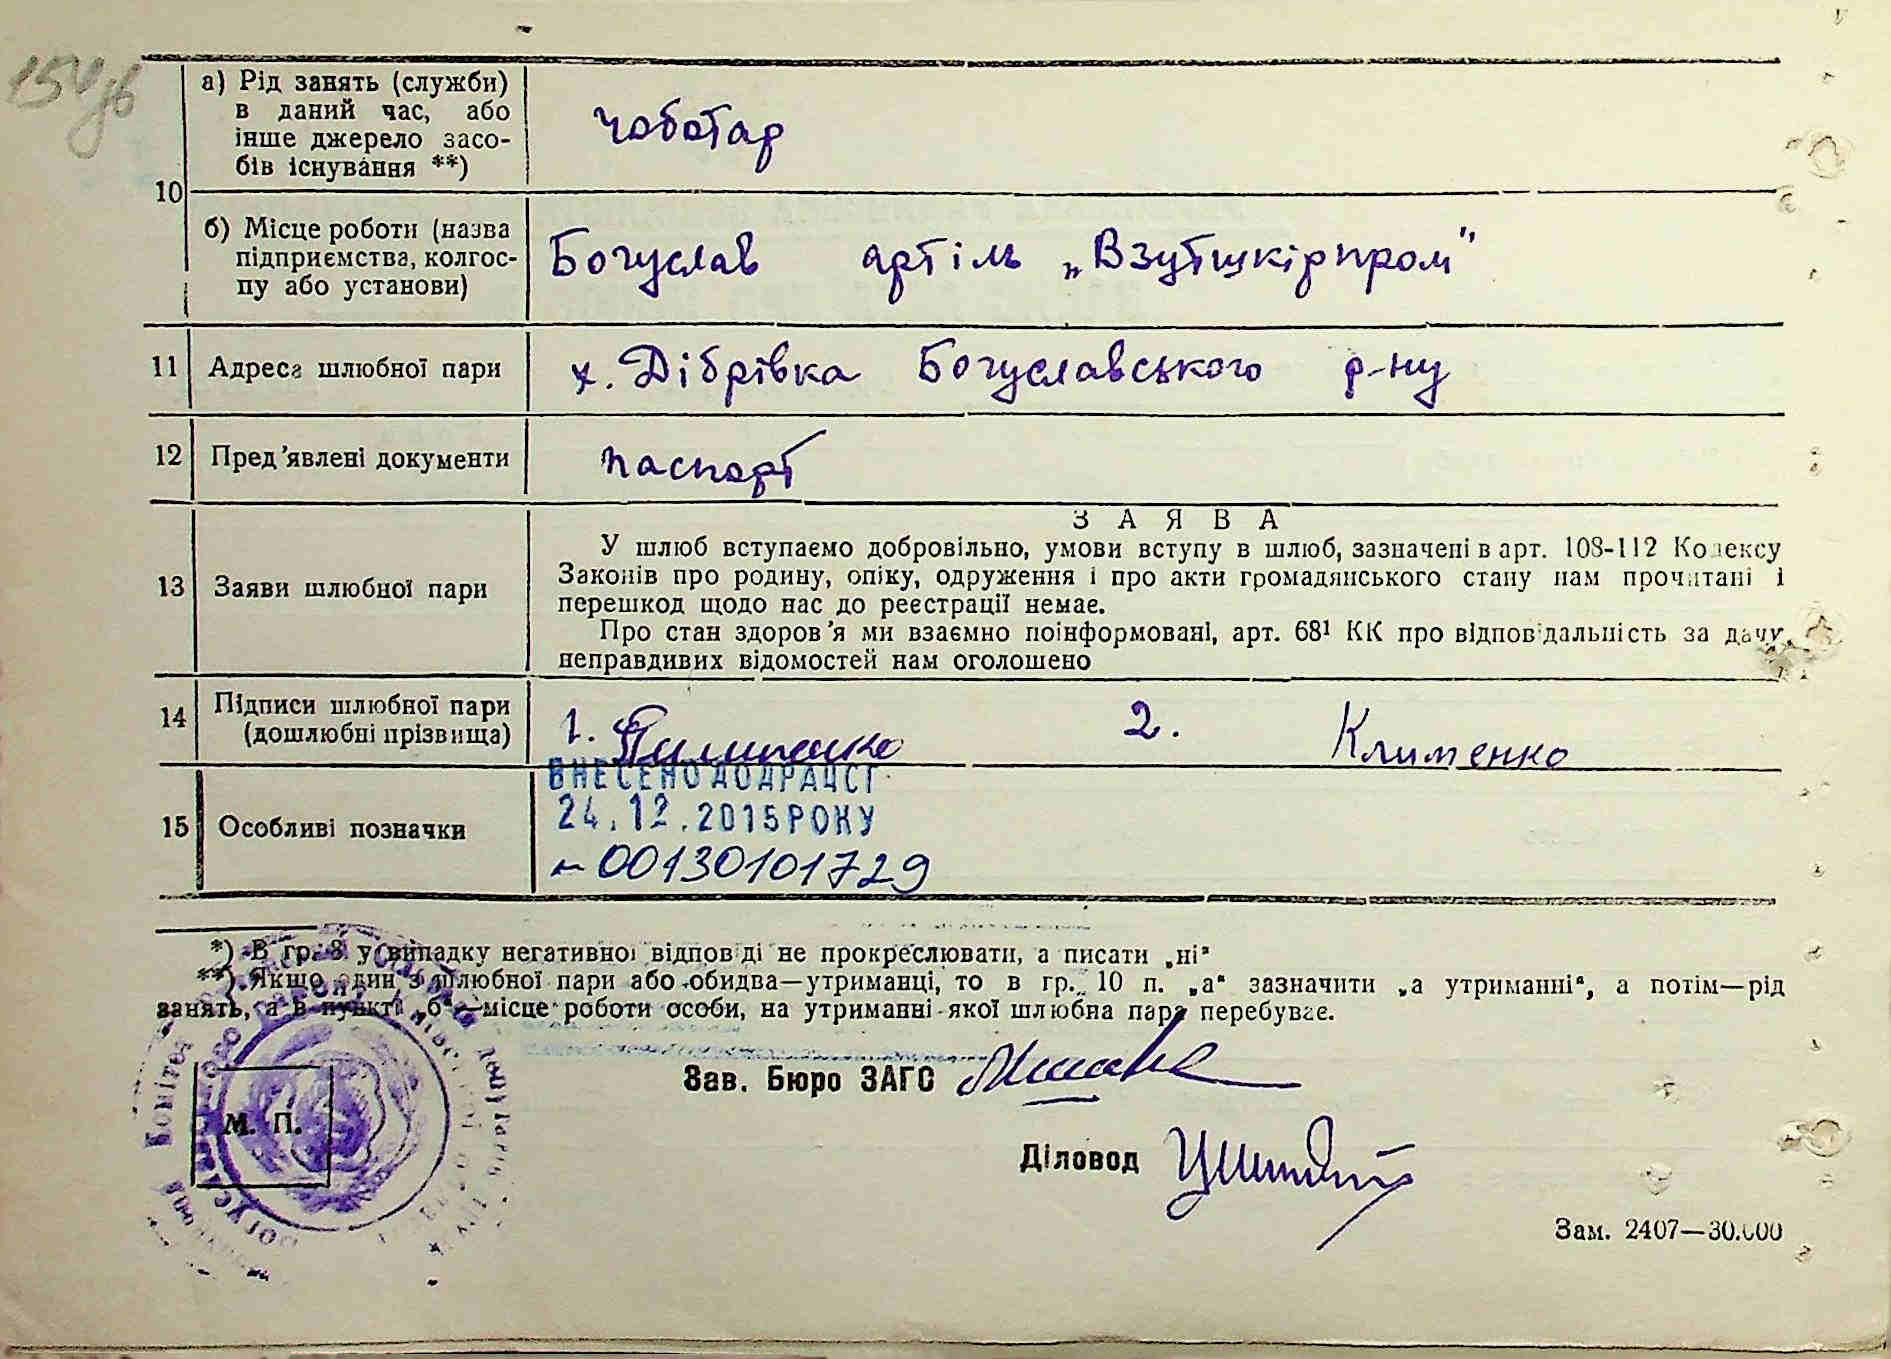 154зв
10
а) Рід занять (служби)
в даний час, або
інше джерело засо-
бів існування **)
чоботар
б) Місце роботи (назва
підприємства, колгос-
пу або установи)
Богуслав артіль „Взутшкірпром"
11 Адреса шлюбної пари х. Дібрівка Богуславського р-ну
12 Пред'явлені документи паспорт
13 Заяви шлюбної пари
ЗАЯВА
У шлюб вступаємо добровільно, умови вступу в шлюб, зазначені в арт. 108-112 Кодексу
Законів про родину, опіку, одруження і про акти громадянського стану нам прочитані і
перешкод щодо нас до реєстрації немає.
Про стан здоров'я ми взаємно поінформовані, арт. 68¹ КК про відповідальність за дачу
неправдивих відомостей нам оголошено
14 Підписи шлюбної пари
(дошлюбні прізвища)
1. Пилипенко 2. Клименко
15 Особливі позначки
ВНЕСЕНО ДО ДРАЦСГ
24.12.2015 РОКУ
00130101729
*) В гр. 8 у випадку негативної відповіді не прокреслювати, а писати „ні"
**) Якщо один з шлюбної пари або обидва—утриманці, то в гр. 10 п. „а" зазначити „а утриманні", а потім—рід
занять, а в пункті „б"—місце роботи особи, на утриманні якої шлюбна пара перебуває.
Зав. Бюро ЗАГС
М. П.
Діловод
Зам. 2407—30.000